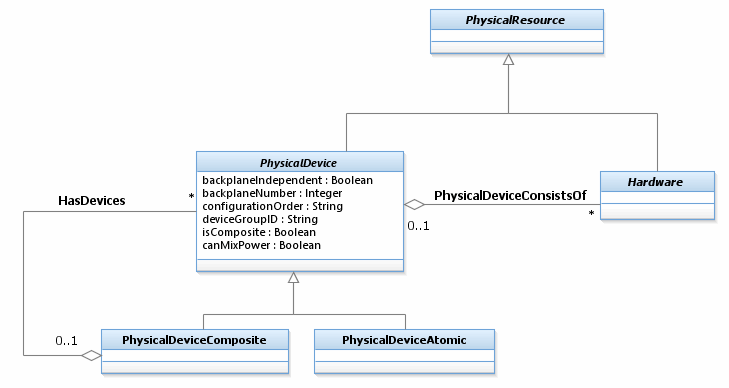 PhysicalResource
PhysicalDevice
backplaneIndependent : Boolean
backplaneNumber : Integer
configurationOrder : String
deviceGroupID : String
isComposite : Boolean
canMixPower : Boolean
Hardware
HasDevices
*
PhysicalDeviceConsistsOf
0..1
*
0..1
PhysicalDeviceComposite
PhysicalDeviceAtomic